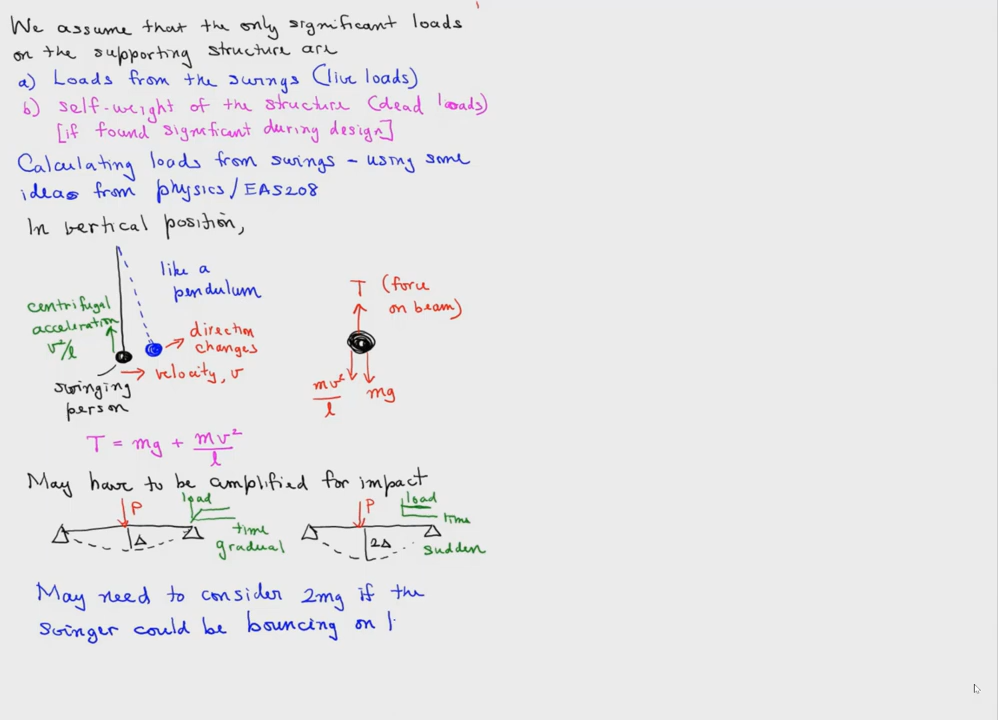 We assume that the only significant loads
on the supporting structure are
a) Loads from the swings (live loads)
b) self-weight of the structure (dead loads)
[if found significant during design]
Calculating loads from swings - using some
ideas from physics/EAS208
In vertical position,
like a
pendulum
centrifugal
acceleration
v²/l
direction
changes
velocity, v
swinging
person
T (force
on beam)
mv²/l
mg
T = mg + mv²/l
May have to be amplified for impact
P
load
time
gradual
Δ
P
load
time
sudden
2Δ
May need to consider 2mg if the
swinger could be bouncing on